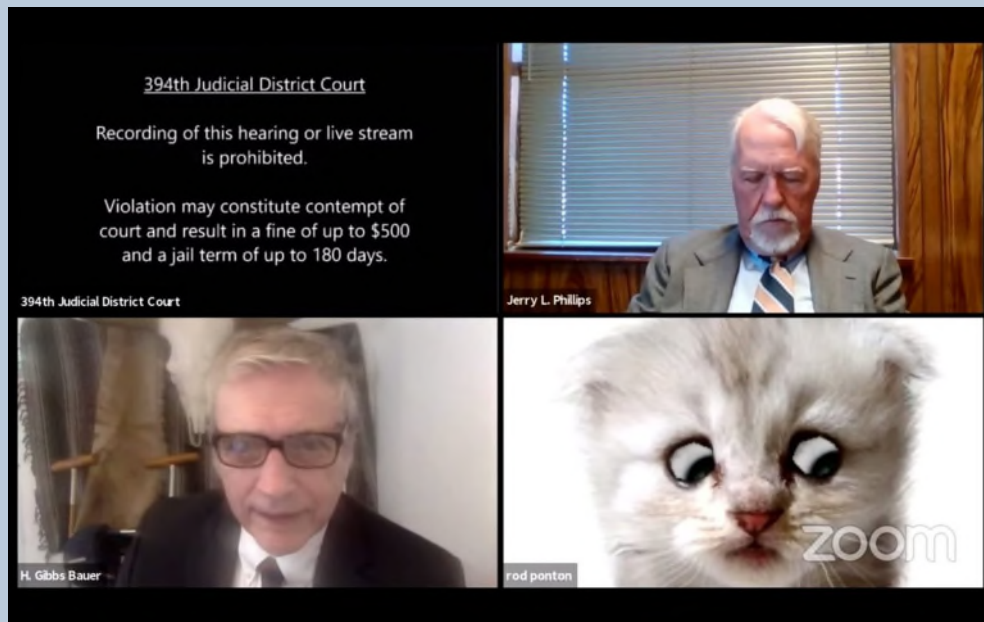 394th Judicial District Court
Recording of this hearing or live stream
is prohibited.
Violation may constitute contempt of
court and result in a fine of up to $500
and a jail term of up to 180 days.
394th Judicial District Court
Jerry L. Phillips
H. Gibbs Bauer
rod ponton
zoom